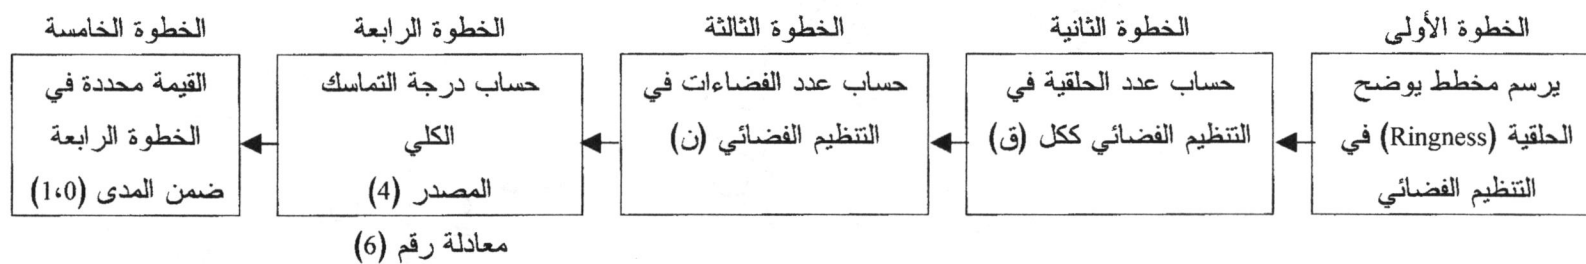 الخطوة الأولى
يرسم مخطط يوضح
الحلقية (Ringness) في
التنظيم الفضائي
الخطوة الثانية
حساب عدد الحلقية في
التنظيم الفضائي ككل (ق)
الخطوة الثالثة
حساب عدد الفضاءات في
التنظيم الفضائي (ن)
الخطوة الرابعة
حساب درجة التماسك
الكلي
المصدر (4)
معادلة رقم (6)
الخطوة الخامسة
القيمة محددة في
الخطوة الرابعة
ضمن المدى (1،0)